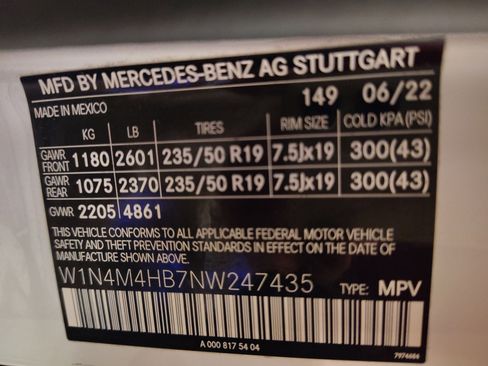 MFD BY MERCEDES-BENZ AG STUTTGART
MADE IN MEXICO 149 06/22
KG LB TIRES RIM SIZE COLD KPA (PSI)
GAWR FRONT 1180 2601 235/50 R19 7.5Jx19 300(43)
GAWR REAR 1075 2370 235/50 R19 7.5Jx19 300(43)
GVWR 2205 4861
THIS VEHICLE CONFORMS TO ALL APPLICABLE FEDERAL MOTOR VEHICLE
SAFETY AND THEFT PREVENTION STANDARDS IN EFFECT ON THE DATE
OF MANUFACTURE SHOWN ABOVE.
W1N4M4HB7NW247435 TYPE: MPV
A 000 817 54 04
7974684